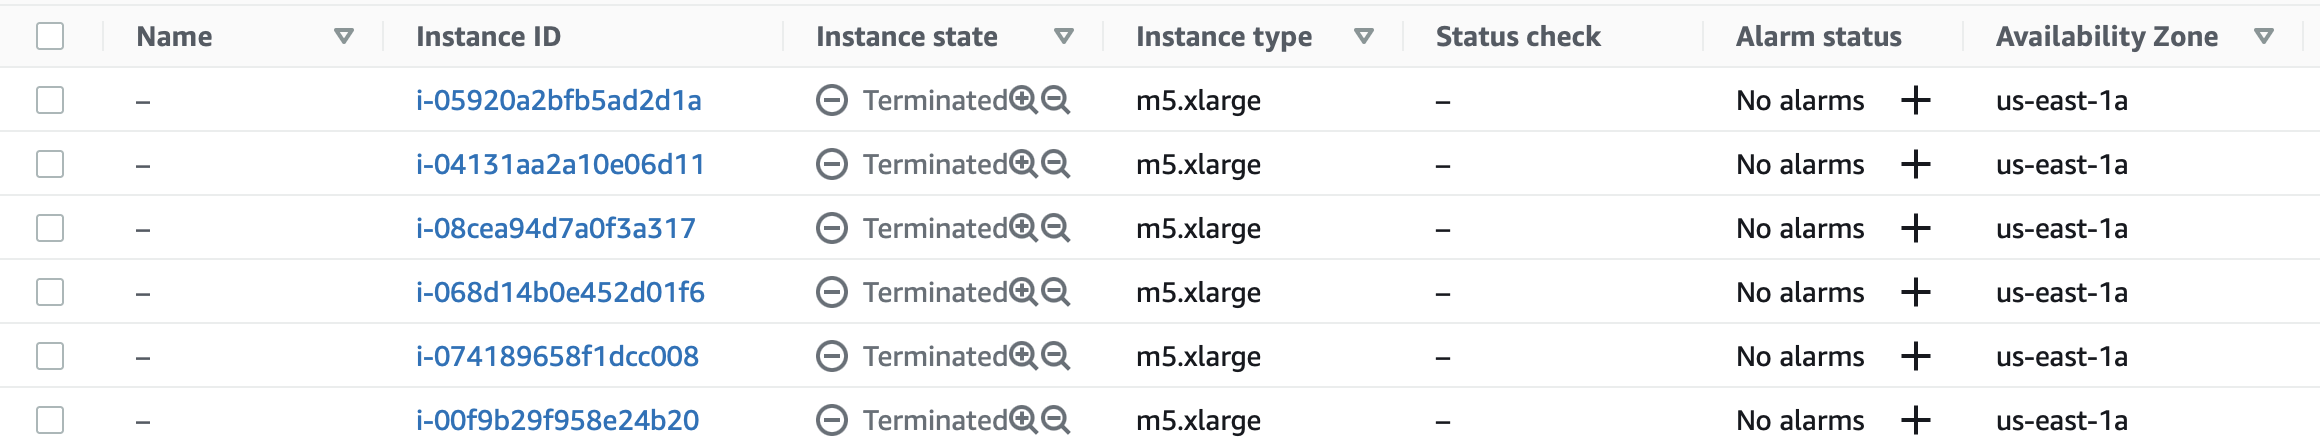 Name Instance ID Instance state Instance type Status check Alarm status Availability Zone
– i-05920a2bfb5ad2d1a Terminated m5.xlarge – No alarms + us-east-1a
– i-04131aa2a10e06d11 Terminated m5.xlarge – No alarms + us-east-1a
– i-08cea94d7a0f3a317 Terminated m5.xlarge – No alarms + us-east-1a
– i-068d14b0e452d01f6 Terminated m5.xlarge – No alarms + us-east-1a
– i-074189658f1dcc008 Terminated m5.xlarge – No alarms + us-east-1a
– i-00f9b29f958e24b20 Terminated m5.xlarge – No alarms + us-east-1a